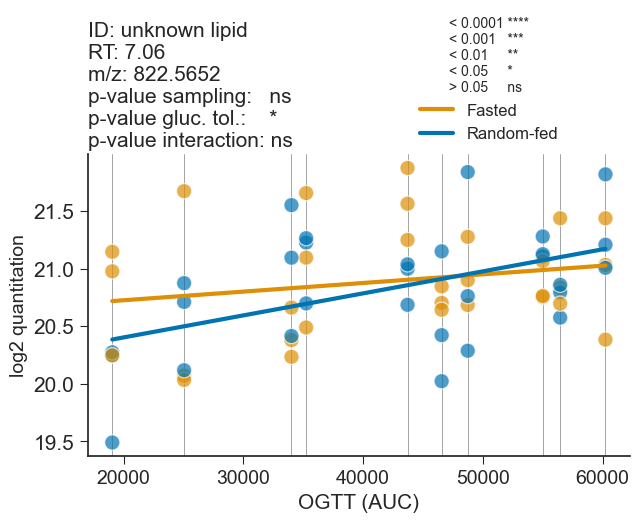 ID: unknown lipid
RT: 7.06
m/z: 822.5652
p-value sampling: ns
p-value gluc. tol.: *
p-value interaction: ns
< 0.0001 ****
< 0.001 ***
< 0.01 **
< 0.05 *
> 0.05 ns
Fasted
Random-fed
log2 quantitation
21.5
21.0
20.5
20.0
19.5
20000 30000 40000 50000 60000
OGTT (AUC)